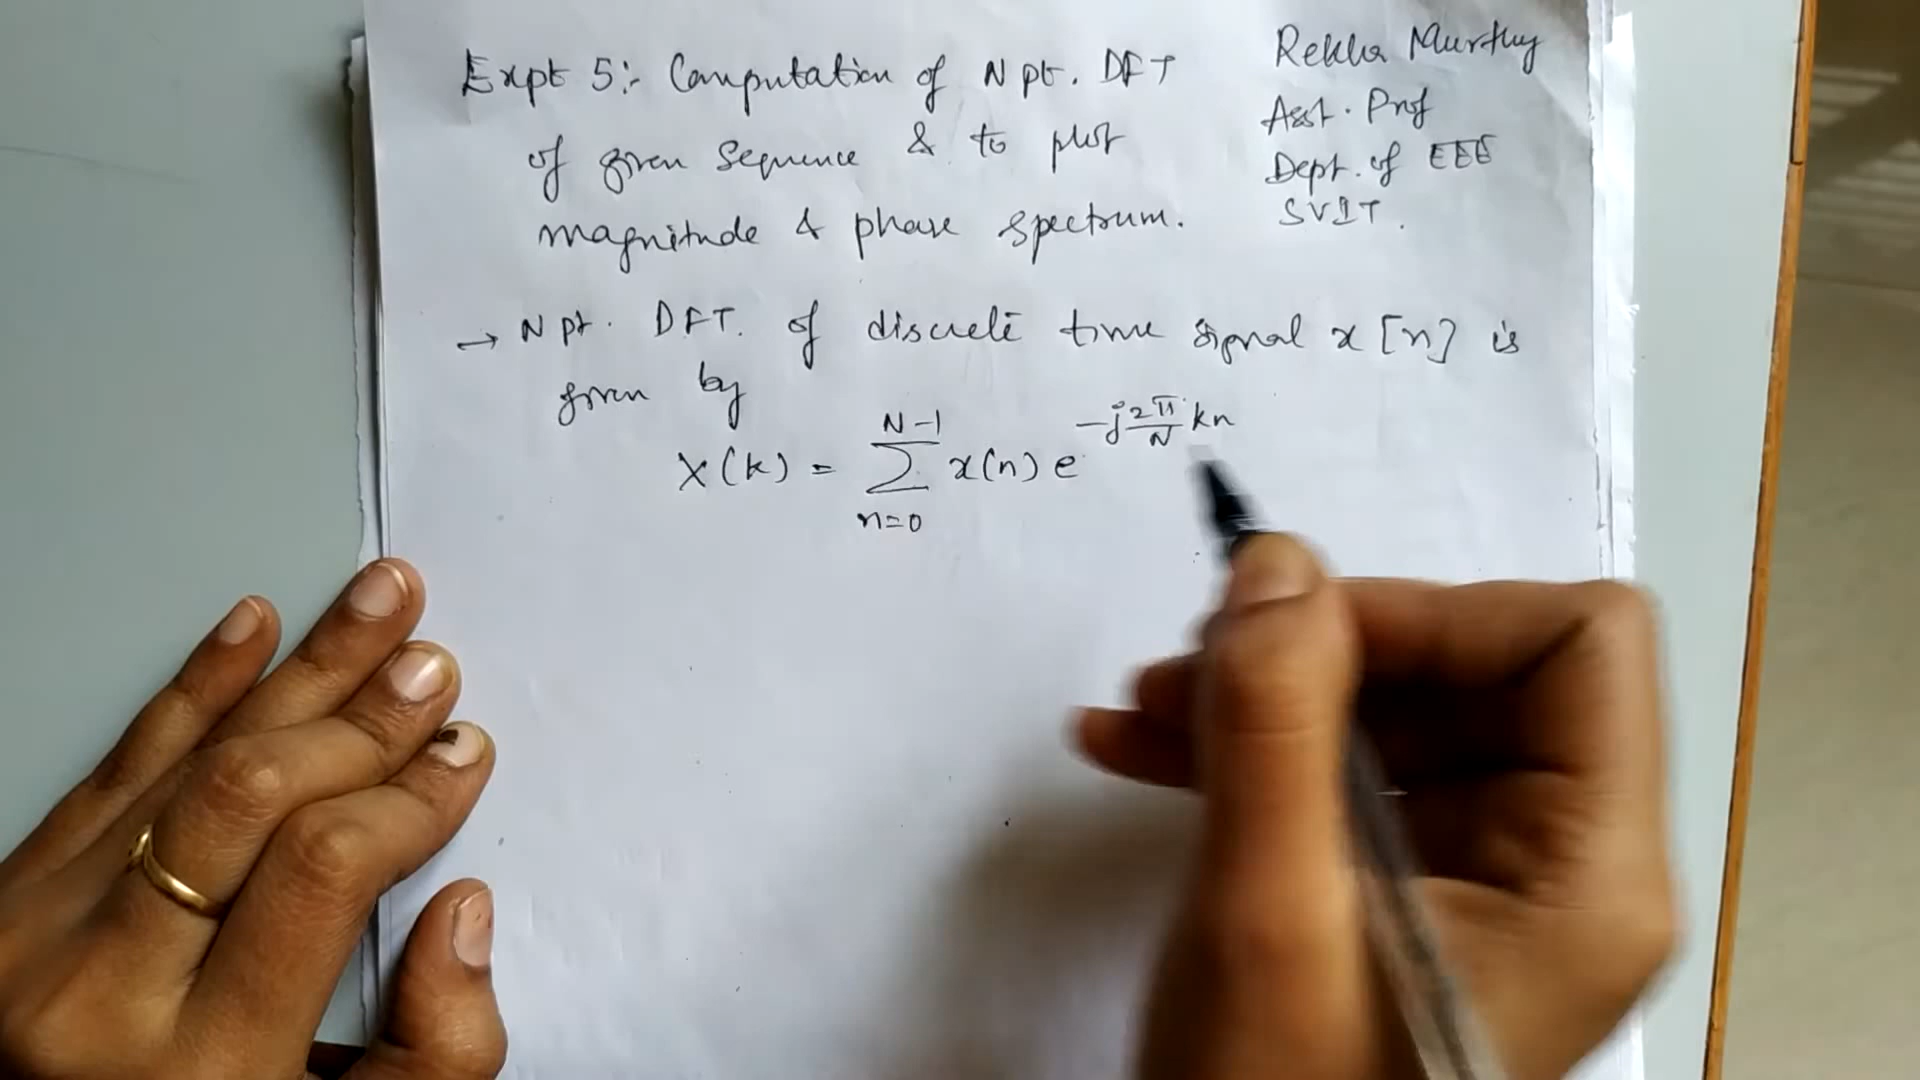 Expt 5:- Computation of N pt. DFT
of given sequence & to plot
magnitude & phase spectrum.
Rekha Murthy
Asst. Prof
Dept. of EEE
SVIT.
→ N pt. DFT. of discrete time signal x[n] is
given by
X(k) = ∑_{n=0}^{N-1} x(n) e^{-j\frac{2π}{N}kn}